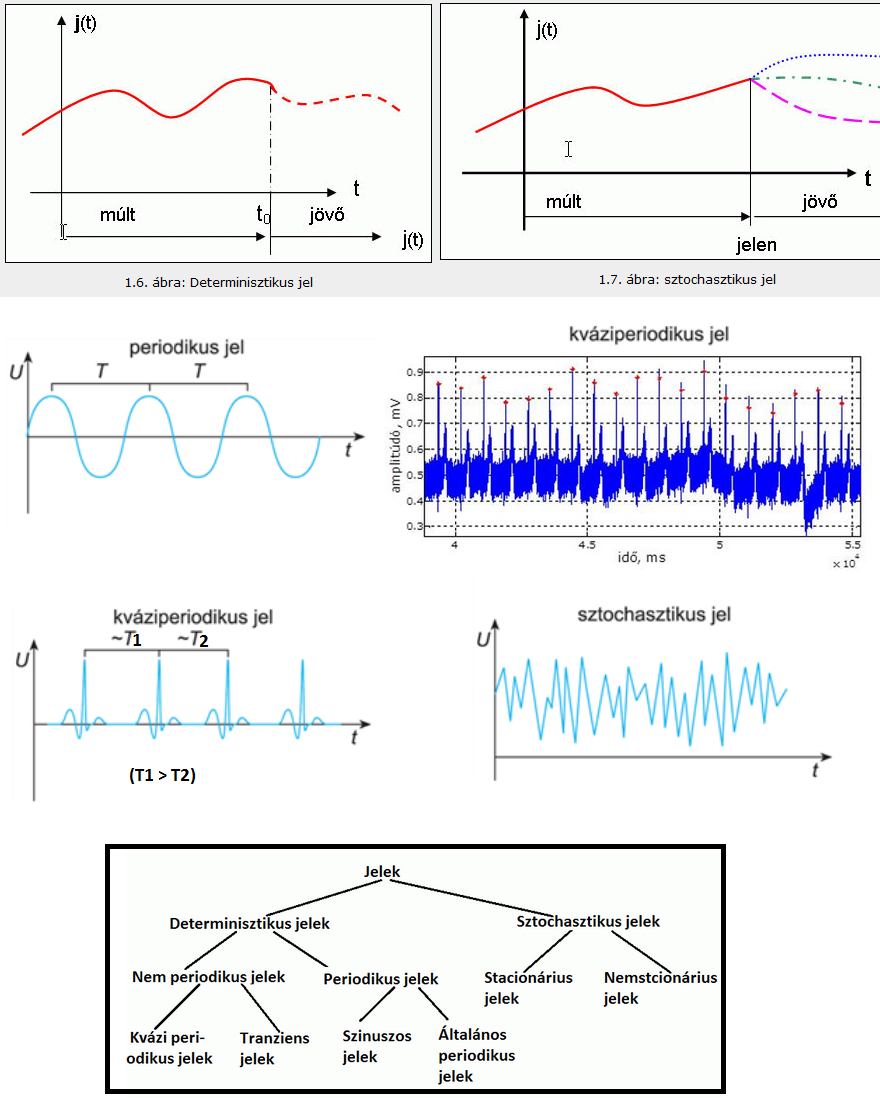 j(t)
t
múlt
t0
jövő
j(t)
1.6. ábra: Determinisztikus jel
j(t)
t
múlt
jövő
jelen
1.7. ábra: sztochasztikus jel
periodikus jel
U
T
T
t
kváziperiodikus jel
amplitúdó, mV
0.9
0.8
0.7
0.6
0.5
0.4
0.3
4
4.5
5
5.5
idő, ms
×10⁴
kváziperiodikus jel
~T1
~T2
U
t
(T1 > T2)
sztochasztikus jel
U
t
Jelek
Determinisztikus jelek
Sztochasztikus jelek
Nem periodikus jelek
Periodikus jelek
Stacionárius
jelek
Nemstcionárius
jelek
Kvázi peri-
odikus jelek
Tranziens
jelek
Szinuszos
jelek
Általános
periodikus
jelek